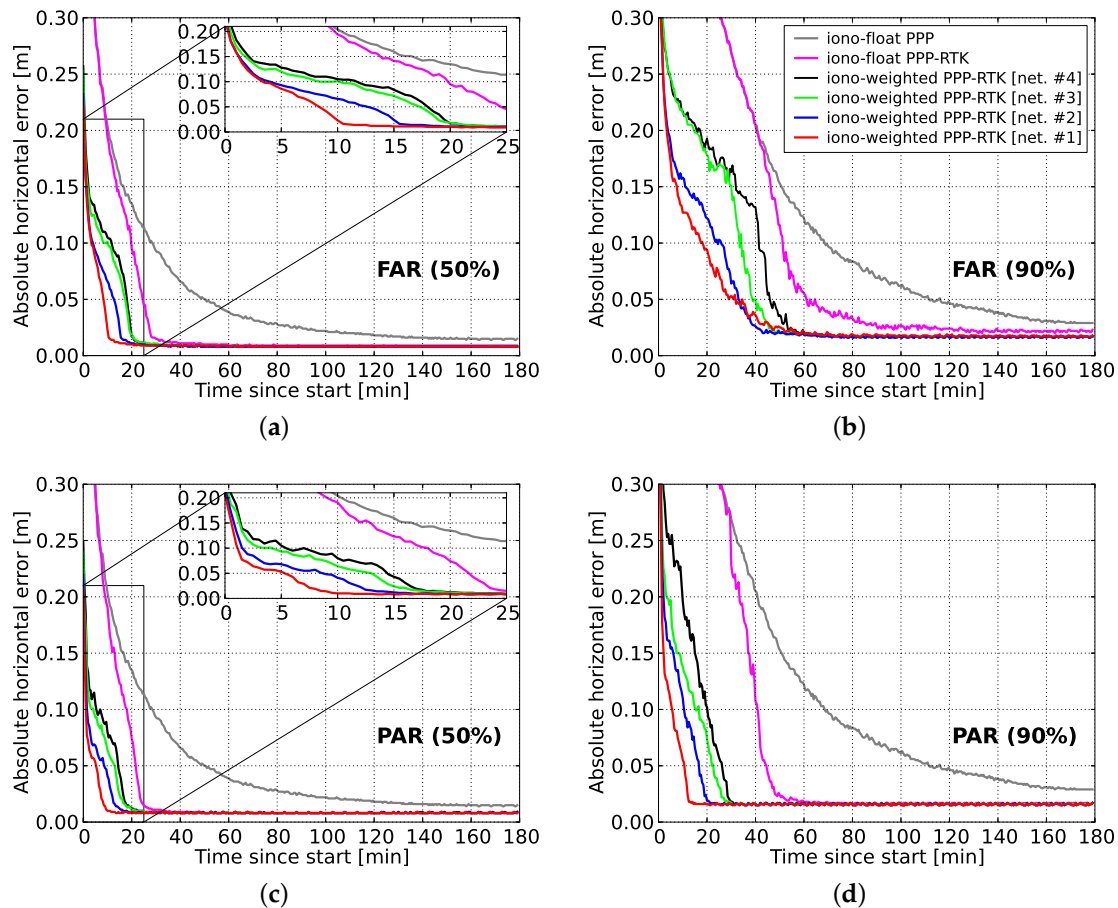 0.30
0.25
0.20
0.15
0.10
0.05
0.00
Absolute horizontal error [m]
0.20
0.15
0.10
0.05
0.00
0 5 10 15 20 25
FAR (50%)
0 20 40 60 80 100 120 140 160 180
Time since start [min]
(a)
0.30
0.25
0.20
0.15
0.10
0.05
0.00
Absolute horizontal error [m]
iono-float PPP
iono-float PPP-RTK
iono-weighted PPP-RTK [net. #4]
iono-weighted PPP-RTK [net. #3]
iono-weighted PPP-RTK [net. #2]
iono-weighted PPP-RTK [net. #1]
FAR (90%)
0 20 40 60 80 100 120 140 160 180
Time since start [min]
(b)
0.30
0.25
0.20
0.15
0.10
0.05
0.00
Absolute horizontal error [m]
0.20
0.15
0.10
0.05
0.00
0 5 10 15 20 25
PAR (50%)
0 20 40 60 80 100 120 140 160 180
Time since start [min]
(c)
0.30
0.25
0.20
0.15
0.10
0.05
0.00
Absolute horizontal error [m]
PAR (90%)
0 20 40 60 80 100 120 140 160 180
Time since start [min]
(d)